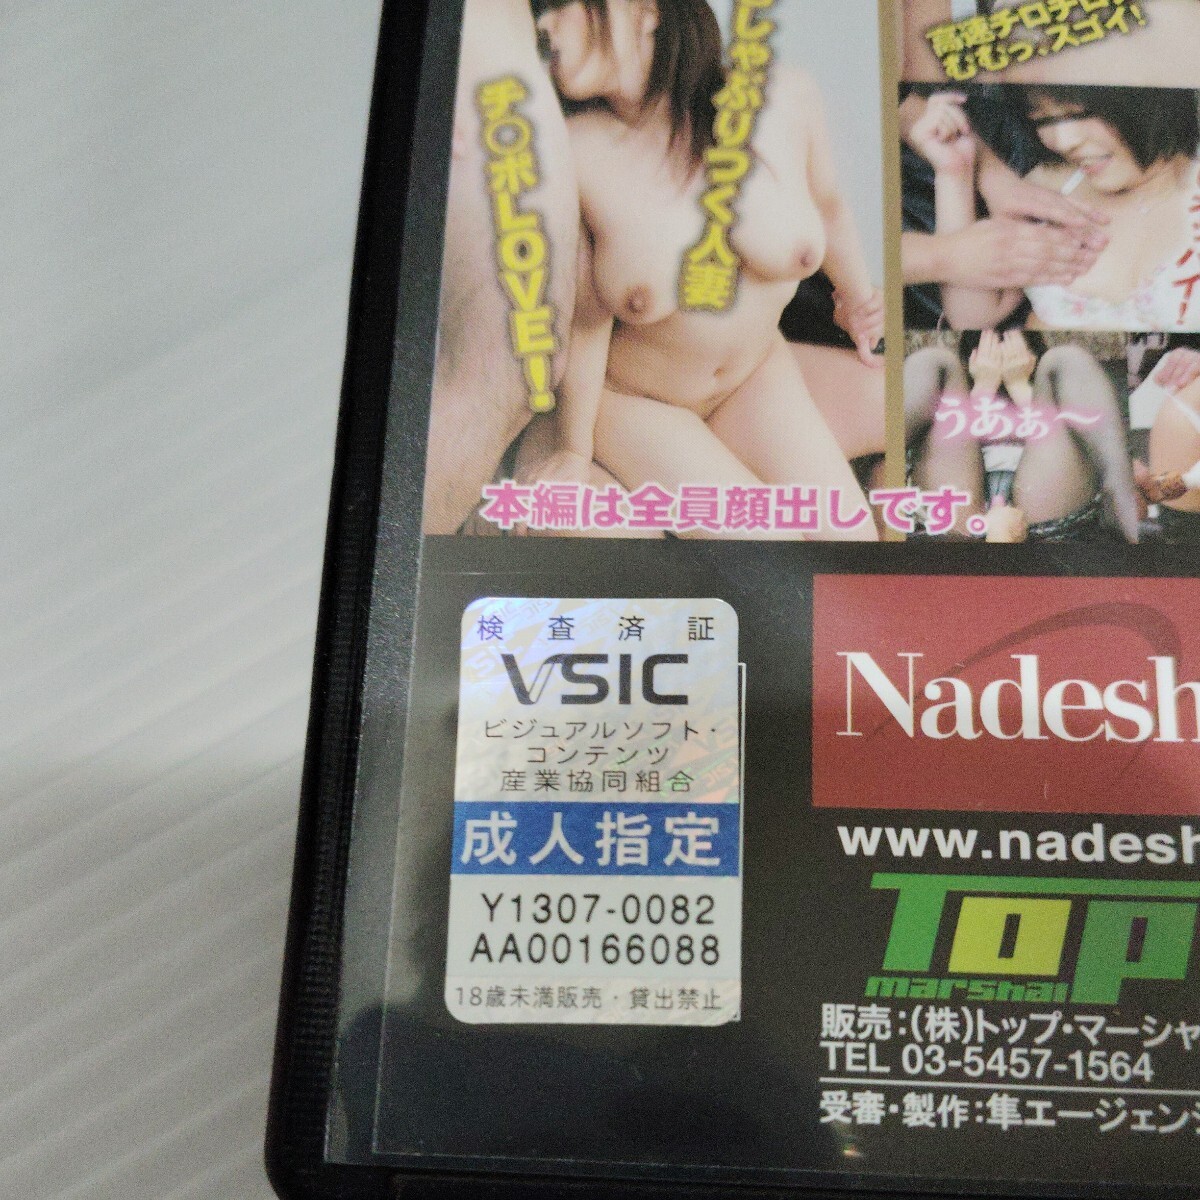 しゃぶりつく人妻
チ○ポLOVE!
高速チロチロ
むむっ、スゴイ!
うあぁ〜
本編は全員顔出しです。
検査済証
VSIC
ビジュアルソフト・
コンテンツ
産業協同組合
成人指定
Y1307-0082
AA00166088
18歳未満販売・貸出禁止
Nadesh
www.nadesh
Top
marshal
販売:(株)トップ・マーシャ
TEL 03-5457-1564
受審・製作:隼エージェンシ